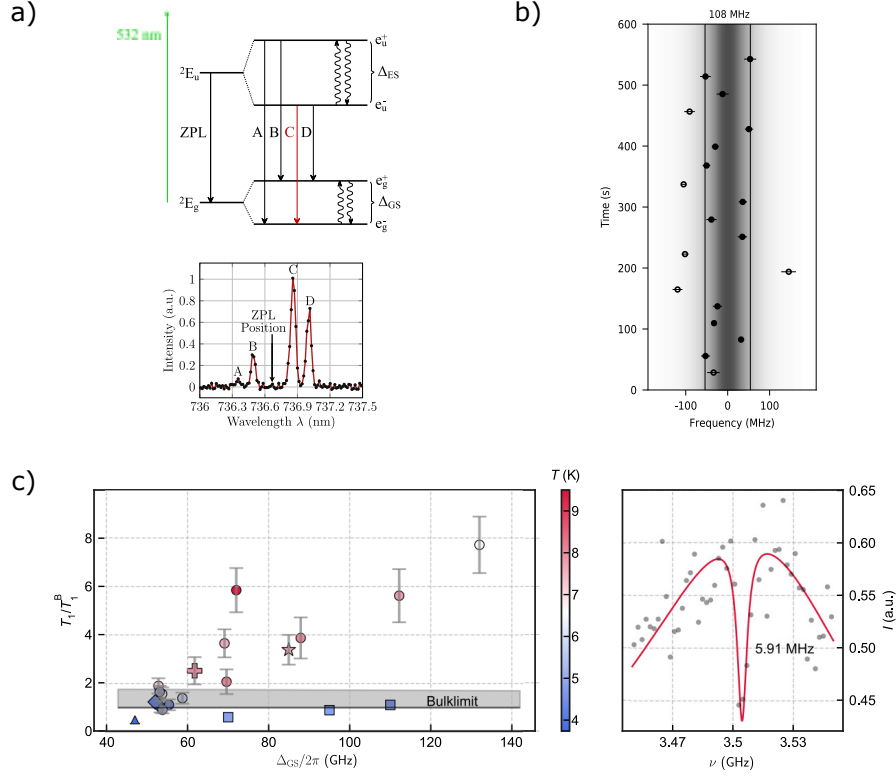 a)
532 nm
²Eᵤ
eᵤ⁺
Δ_ES
eᵤ⁻
ZPL
A B C D
²E_g
e_g⁺
Δ_GS
e_g⁻
Intensity (a.u.)
1
0.8
0.6
0.4
0.2
0
A
B
ZPL
Position
C
D
736 736.3 736.6 736.9 737.2 737.5
Wavelength λ (nm)
b)
108 MHz
Time (s)
600
500
400
300
200
100
0
-100 0 100
Frequency (MHz)
c)
T₁/T₁ᴮ
8
6
4
2
0
Bulklimit
40 60 80 100 120 140
Δ_GS/2π (GHz)
T (K)
9
8
7
6
5
4
0.65
0.60
0.55
0.50
0.45
I (a.u.)
5.91 MHz
3.47 3.5 3.53
ν (GHz)